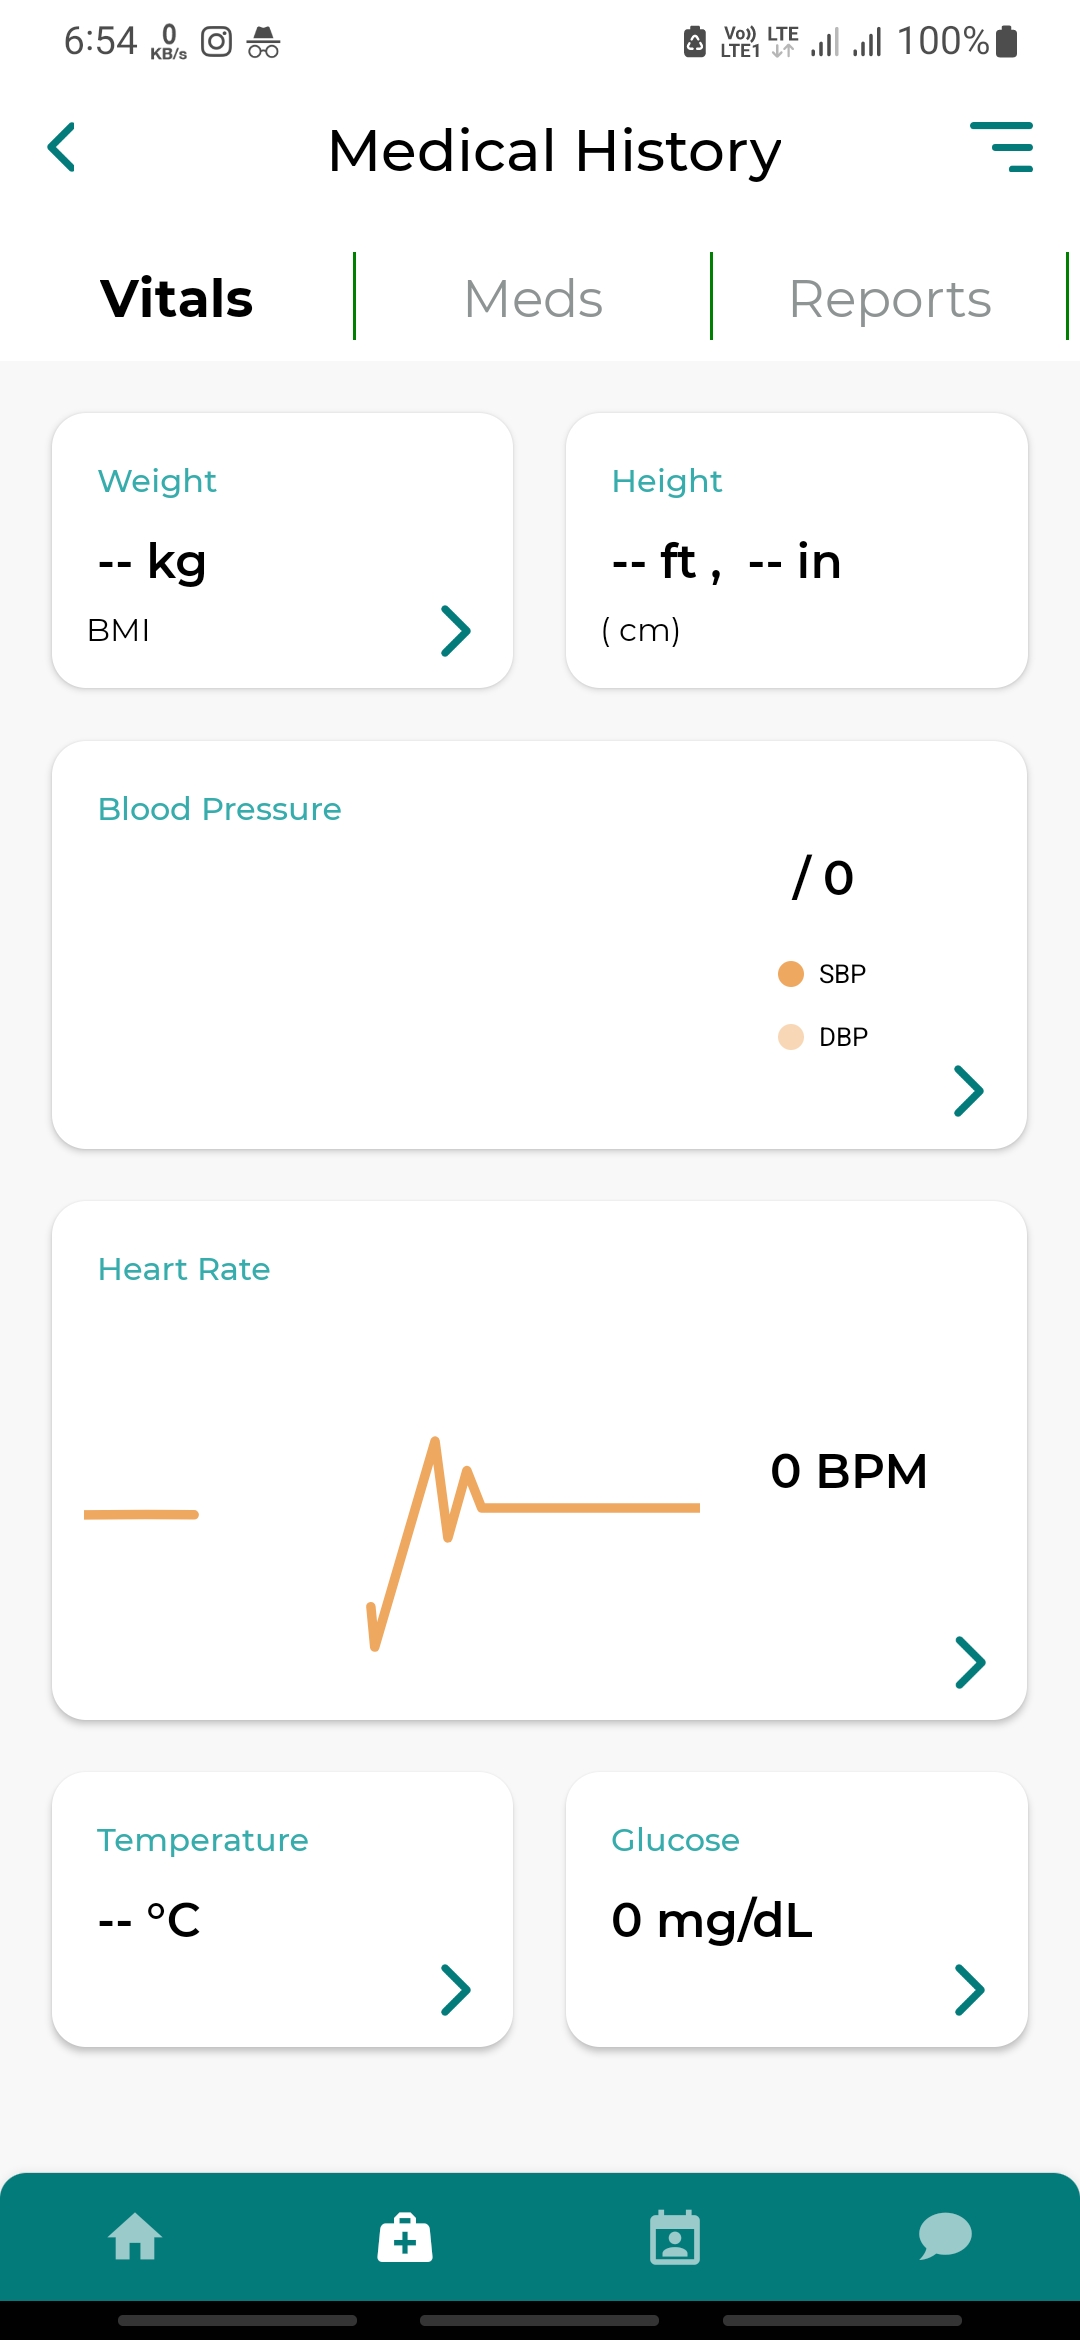 6:54 0 KB/s Vo)) LTE1 LTE 100%
Medical History
Vitals Meds Reports
Weight
-- kg
BMI
Height
-- ft , -- in
( cm)
Blood Pressure
/ 0
SBP
DBP
Heart Rate
0 BPM
Temperature
-- °C
Glucose
0 mg/dL